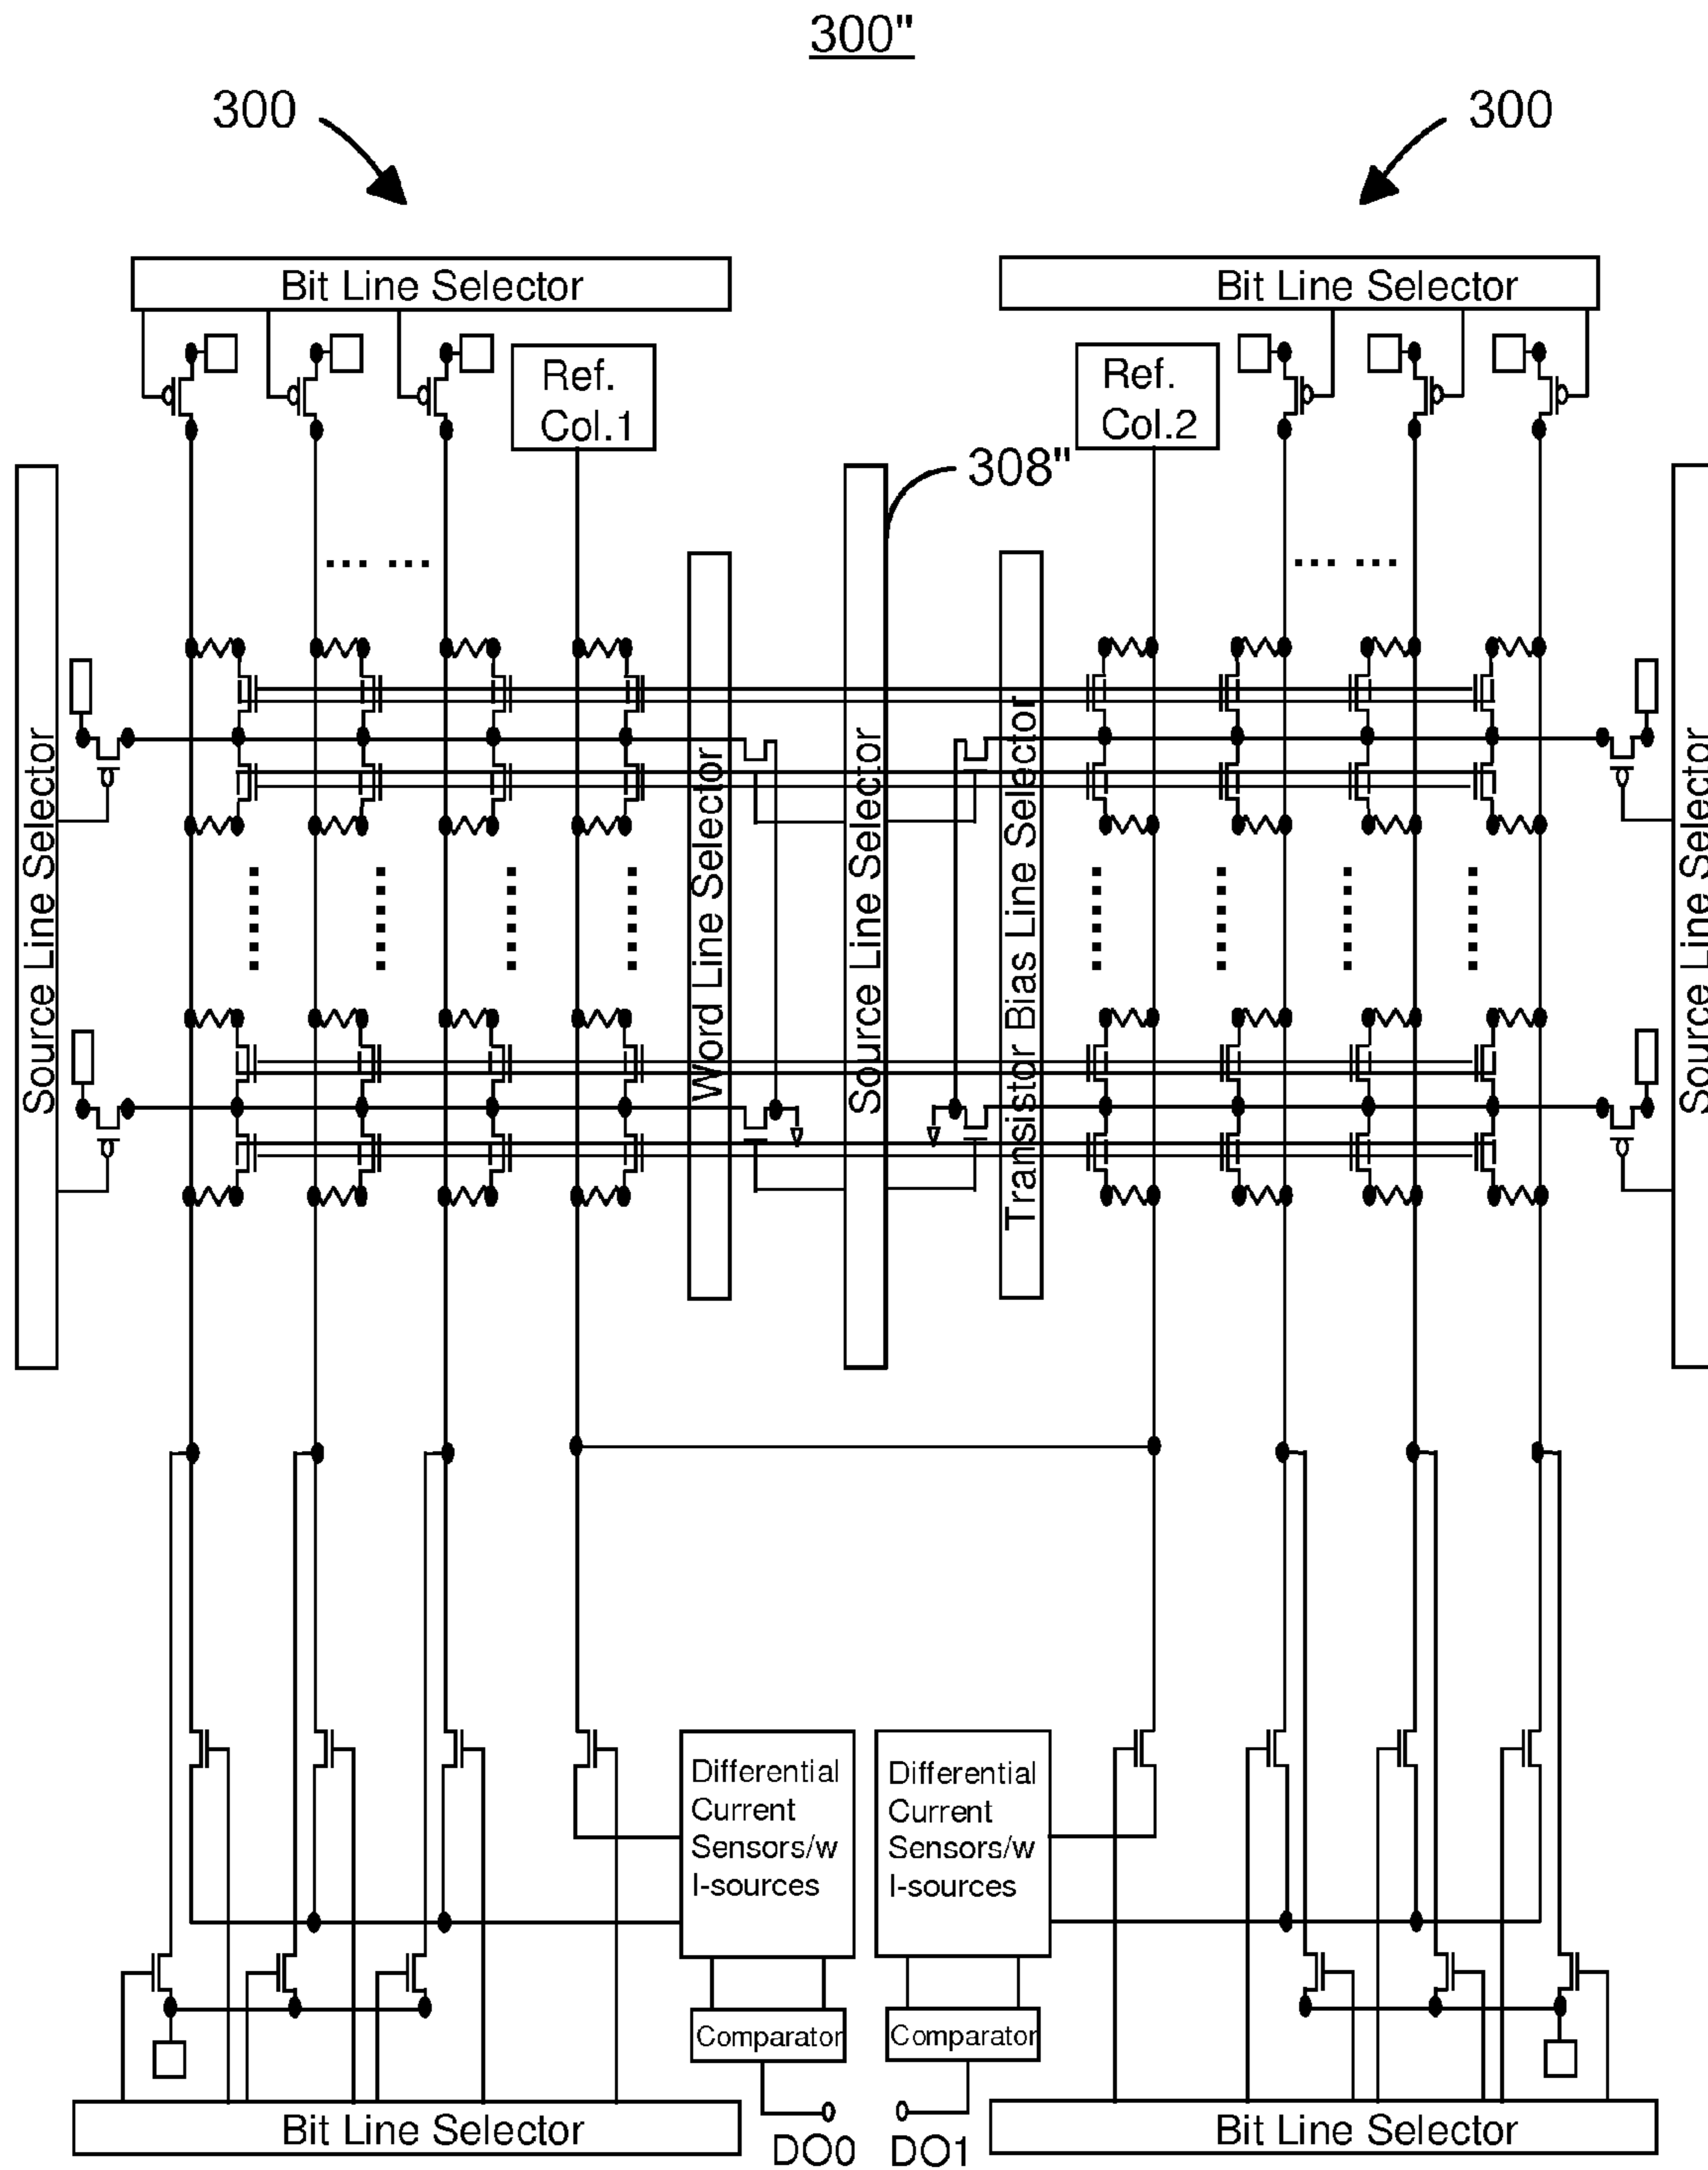 300"
300
300
Bit Line Selector
Bit Line Selector
Ref.
Col.1
Ref.
Col.2
308"
... ...
... ...
Source Line Selector
Word Line Selector
Source Line Selector
Transistor Bias Line Selector
Source Line Selector
Differential
Current
Sensors/w
I-sources
Differential
Current
Sensors/w
I-sources
Comparator
Comparator
DO0
DO1
Bit Line Selector
Bit Line Selector